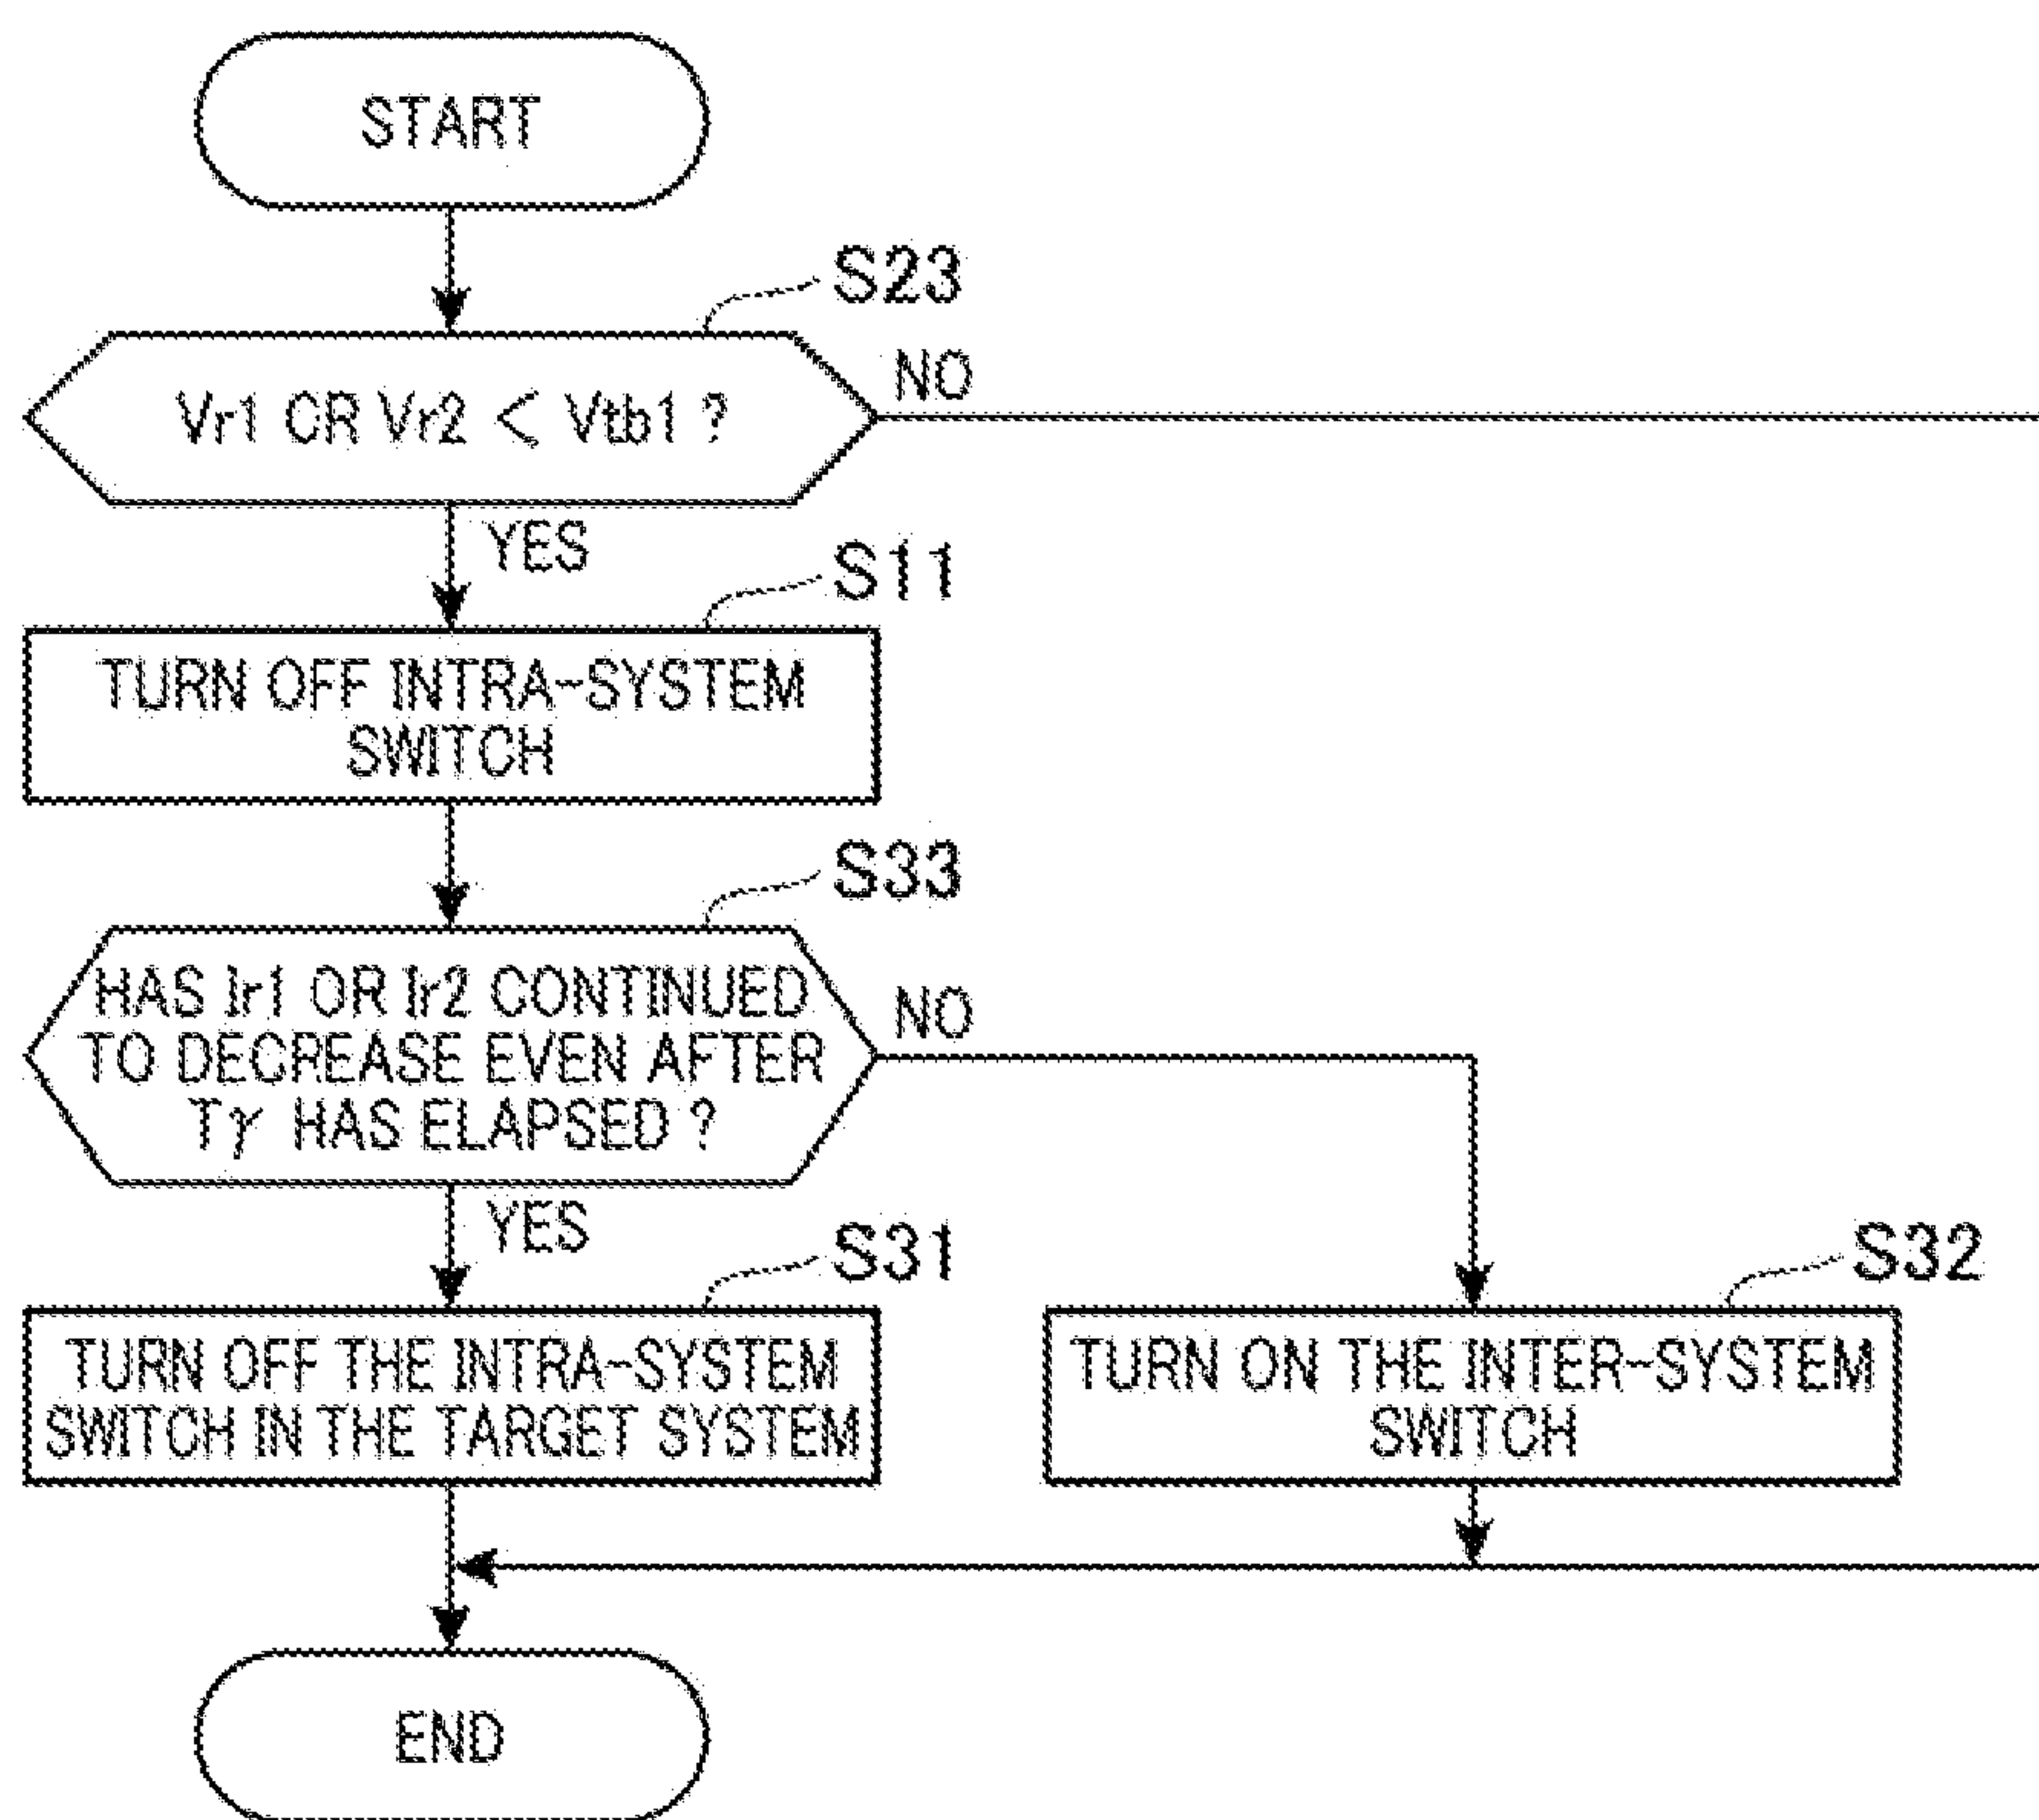 START
S23
Vr1 CR Vr2 < Vtb1 ?
NO
YES
S11
TURN OFF INTRA-SYSTEM
SWITCH
S33
HAS Ir1 OR Ir2 CONTINUED
TO DECREASE EVEN AFTER
Tγ HAS ELAPSED ?
NO
YES
S31
TURN OFF THE INTRA-SYSTEM
SWITCH IN THE TARGET SYSTEM
S32
TURN ON THE INTER-SYSTEM
SWITCH
END